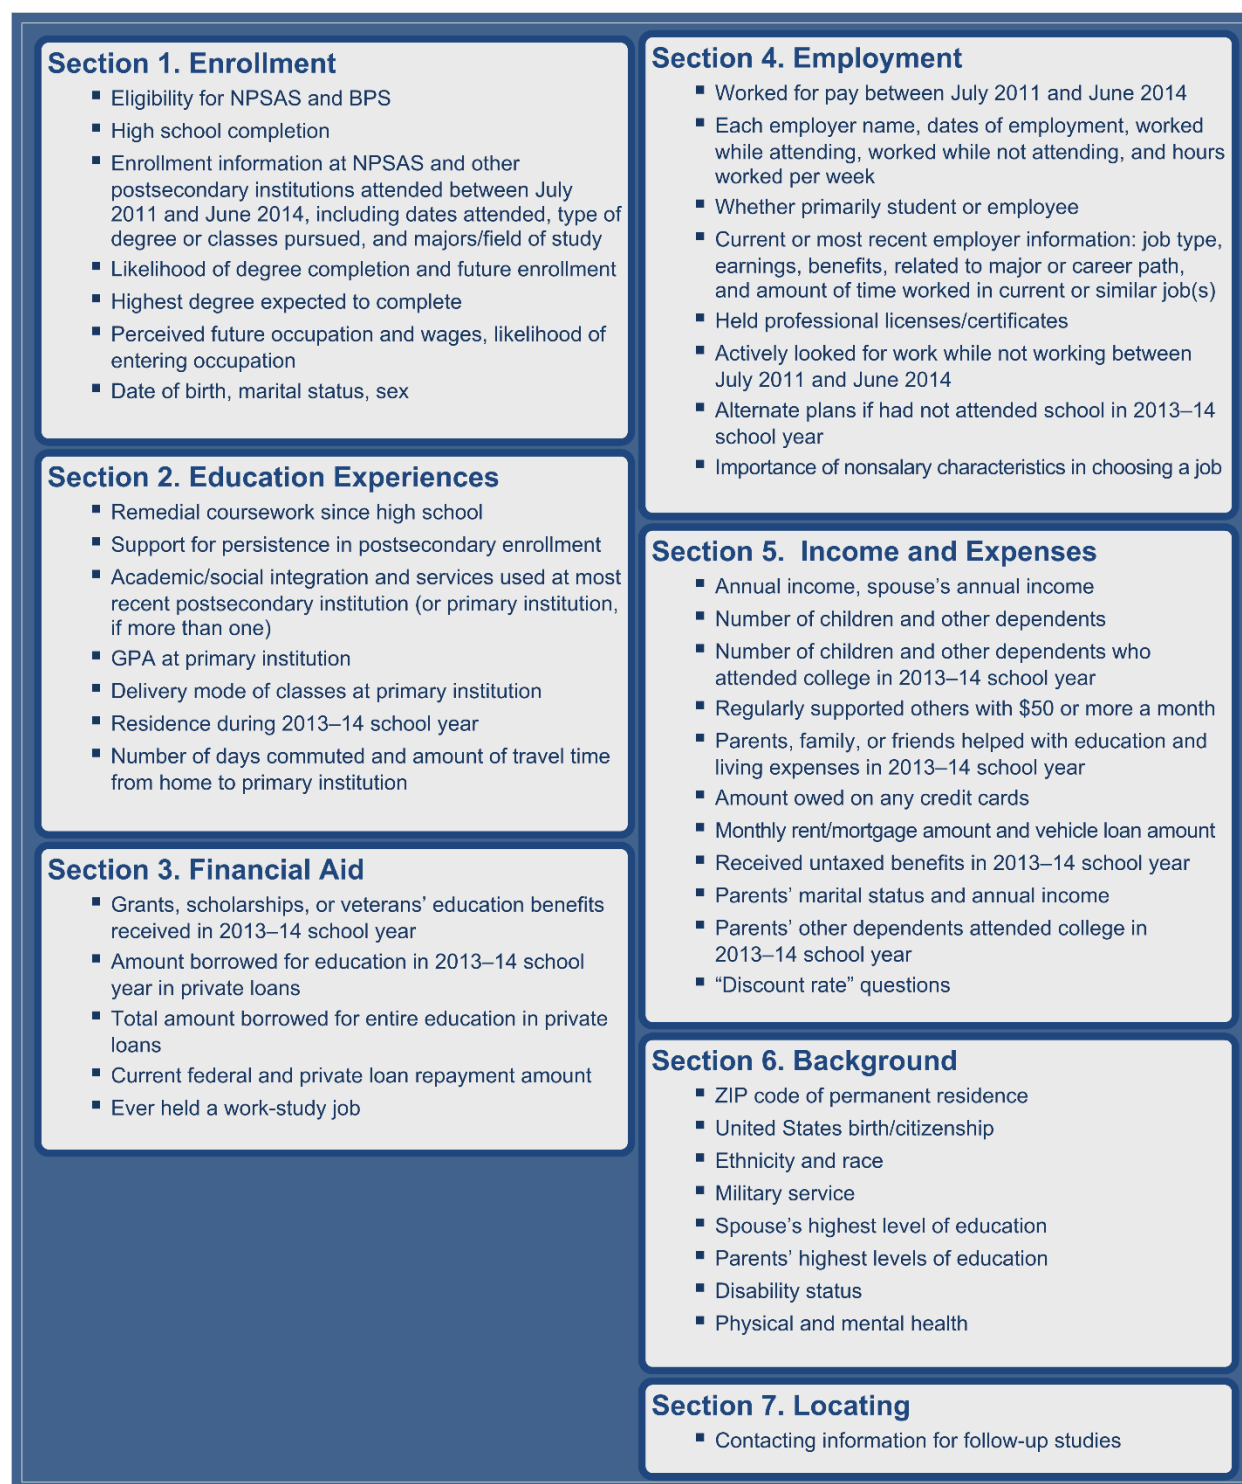 Section 1. Enrollment
▪ Eligibility for NPSAS and BPS
▪ High school completion
▪ Enrollment information at NPSAS and other
postsecondary institutions attended between July
2011 and June 2014, including dates attended, type of
degree or classes pursued, and majors/field of study
▪ Likelihood of degree completion and future enrollment
▪ Highest degree expected to complete
▪ Perceived future occupation and wages, likelihood of
entering occupation
▪ Date of birth, marital status, sex
Section 2. Education Experiences
▪ Remedial coursework since high school
▪ Support for persistence in postsecondary enrollment
▪ Academic/social integration and services used at most
recent postsecondary institution (or primary institution,
if more than one)
▪ GPA at primary institution
▪ Delivery mode of classes at primary institution
▪ Residence during 2013–14 school year
▪ Number of days commuted and amount of travel time
from home to primary institution
Section 3. Financial Aid
▪ Grants, scholarships, or veterans’ education benefits
received in 2013–14 school year
▪ Amount borrowed for education in 2013–14 school
year in private loans
▪ Total amount borrowed for entire education in private
loans
▪ Current federal and private loan repayment amount
▪ Ever held a work-study job
Section 4. Employment
▪ Worked for pay between July 2011 and June 2014
▪ Each employer name, dates of employment, worked
while attending, worked while not attending, and hours
worked per week
▪ Whether primarily student or employee
▪ Current or most recent employer information: job type,
earnings, benefits, related to major or career path,
and amount of time worked in current or similar job(s)
▪ Held professional licenses/certificates
▪ Actively looked for work while not working between
July 2011 and June 2014
▪ Alternate plans if had not attended school in 2013–14
school year
▪ Importance of nonsalary characteristics in choosing a job
Section 5. Income and Expenses
▪ Annual income, spouse’s annual income
▪ Number of children and other dependents
▪ Number of children and other dependents who
attended college in 2013–14 school year
▪ Regularly supported others with $50 or more a month
▪ Parents, family, or friends helped with education and
living expenses in 2013–14 school year
▪ Amount owed on any credit cards
▪ Monthly rent/mortgage amount and vehicle loan amount
▪ Received untaxed benefits in 2013–14 school year
▪ Parents’ marital status and annual income
▪ Parents’ other dependents attended college in
2013–14 school year
▪ “Discount rate” questions
Section 6. Background
▪ ZIP code of permanent residence
▪ United States birth/citizenship
▪ Ethnicity and race
▪ Military service
▪ Spouse’s highest level of education
▪ Parents’ highest levels of education
▪ Disability status
▪ Physical and mental health
Section 7. Locating
▪ Contacting information for follow-up studies